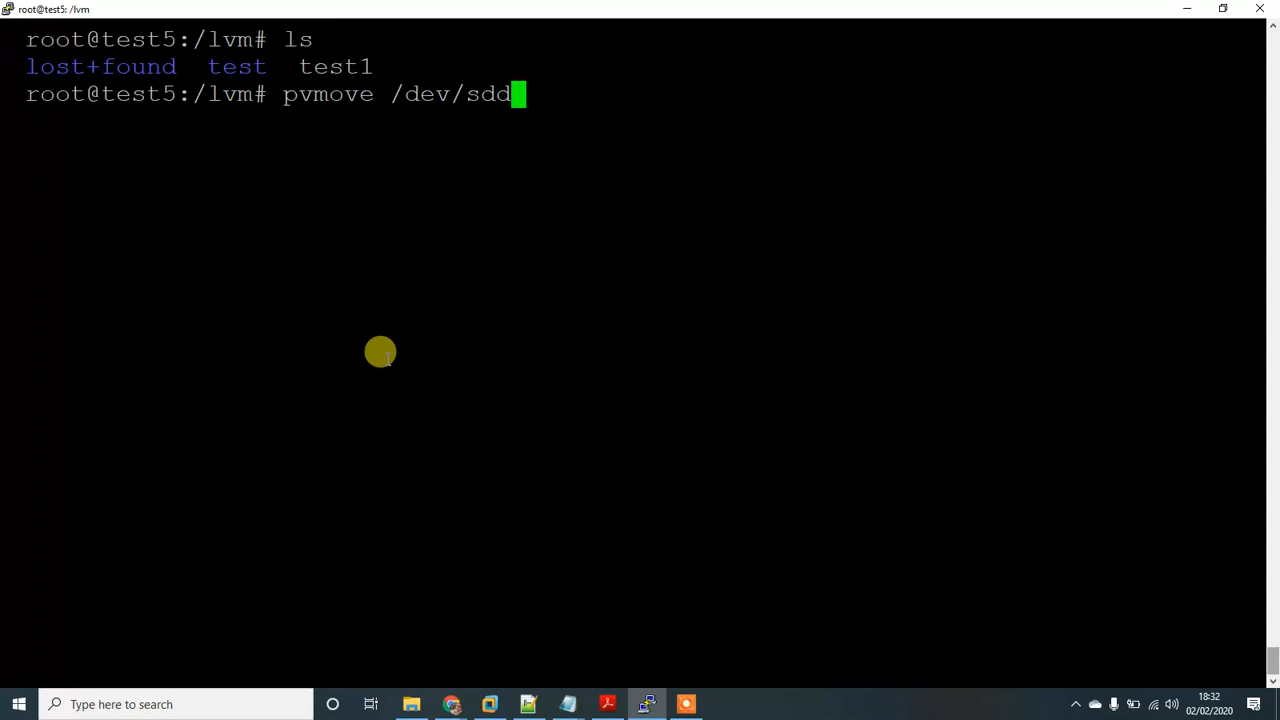 root@test5: /lvm
root@test5:/lvm# ls
lost+found  test  test1
root@test5:/lvm# pvmove /dev/sdd
Type here to search
18:32
02/02/2020